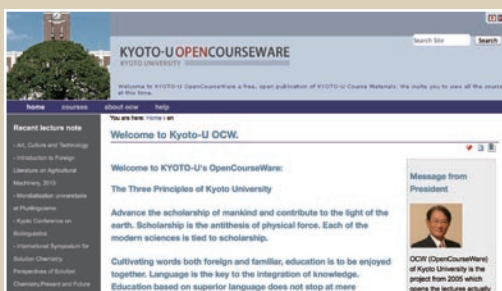 Search Site
Search
KYOTO-U OPENCOURSEWARE
KYOTO UNIVERSITY
Welcome to KYOTO-U OpenCourseWare a free, open publication of KYOTO-U Course Materials. We invite you to view all the cours
at this time.
home courses about ocw help
You are here: Home › en
Recent lecture note
Welcome to Kyoto-U OCW.
› Art, Culture and Technology
› Introduction to Foreign
Literature on Agricultural
Machinery, 2013
› Mondialisation universitaire
et Plurilinguisme
› Kyoto Conference on
Biolinguistics
› International Symposium for
Solution Chemistry,
Perspectives of Solution
Chemistry,Present and Future
Welcome to KYOTO-U's OpenCourseWare:
The Three Principles of Kyoto University
Advance the scholarship of mankind and contribute to the light of the
earth. Scholarship is the antithesis of physical force. Each of the
modern sciences is tied to scholarship.
Cultivating words both foreign and familiar, education is to be enjoyed
together. Language is the key to the integration of knowledge.
Education based on superior language does not stop at mere
Message from
President
OCW (OpenCourseWare)
of Kyoto University is the
project from 2005 which
opens the lectures actually